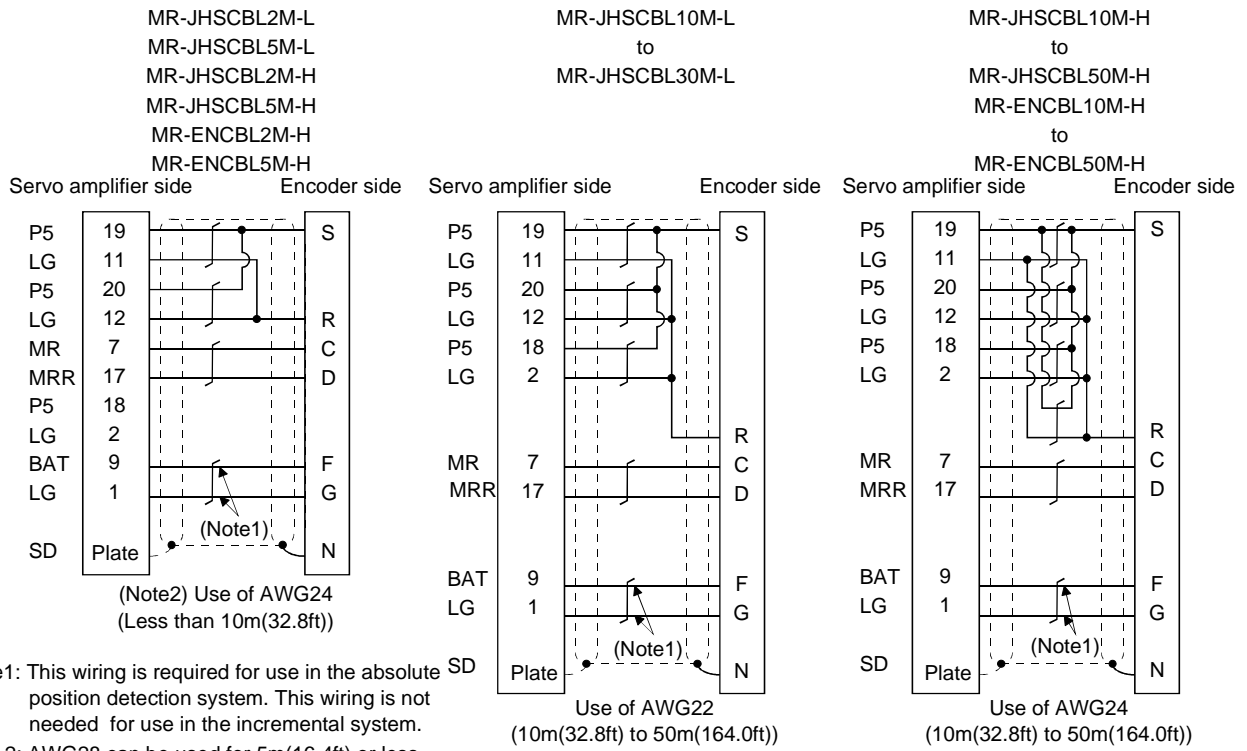 MR-JHSCBL2M-L
MR-JHSCBL5M-L
MR-JHSCBL2M-H
MR-JHSCBL5M-H
MR-ENCBL2M-H
MR-ENCBL5M-H
Servo amplifier side Encoder side
P5 19 S
LG 11
P5 20
LG 12 R
MR 7 C
MRR 17 D
P5 18
LG 2
BAT 9 F
LG 1 G
(Note1)
SD Plate N
(Note2) Use of AWG24
(Less than 10m(32.8ft))
e1: This wiring is required for use in the absolute
position detection system. This wiring is not
needed for use in the incremental system.
MR-JHSCBL10M-L
to
MR-JHSCBL30M-L
Servo amplifier side Encoder side
P5 19 S
LG 11
P5 20
LG 12
P5 18
LG 2
R
MR 7 C
MRR 17 D
BAT 9 F
LG 1 G
(Note1)
SD Plate N
Use of AWG22
(10m(32.8ft) to 50m(164.0ft))
MR-JHSCBL10M-H
to
MR-JHSCBL50M-H
MR-ENCBL10M-H
to
MR-ENCBL50M-H
Servo amplifier side Encoder side
P5 19 S
LG 11
P5 20
LG 12
P5 18
LG 2
R
MR 7 C
MRR 17 D
BAT 9 F
LG 1 G
(Note1)
SD Plate N
Use of AWG24
(10m(32.8ft) to 50m(164.0ft))